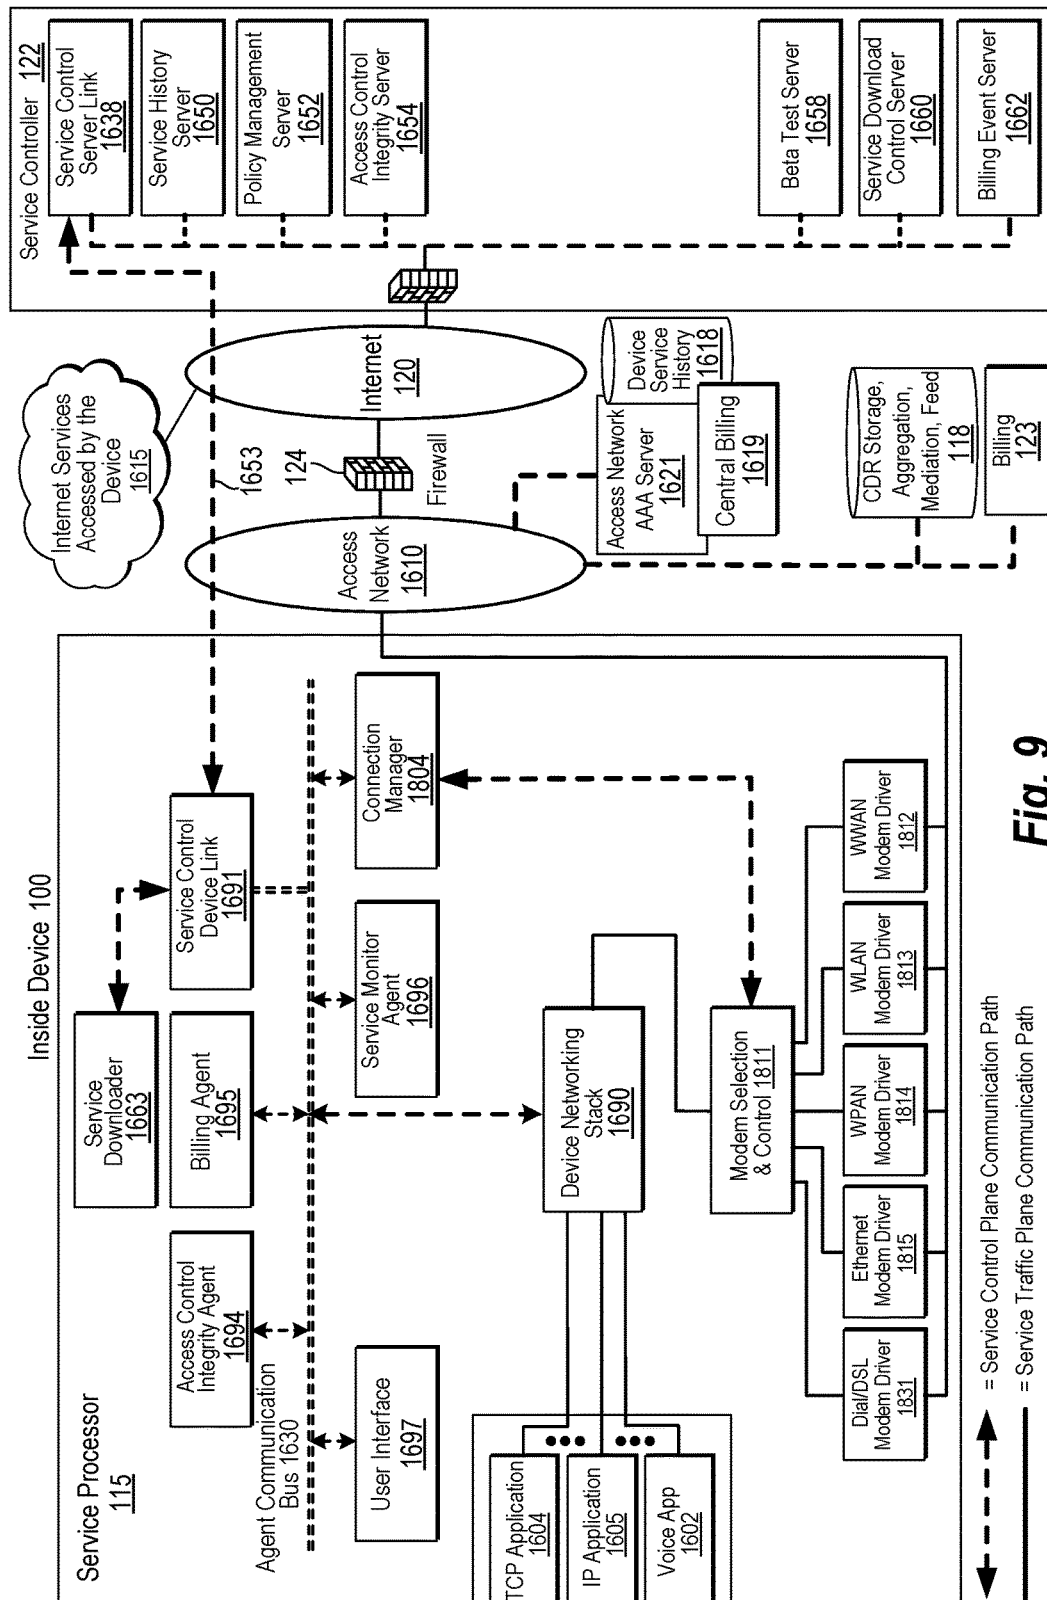 Inside Device 100
Service Processor
115
Service
Downloader
1663
Access Control
Integrity Agent
1694
Billing Agent
1695
Service Control
Device Link
1691
Agent Communication
Bus 1630
User Interface
1697
Service Monitor
Agent
1696
Connection
Manager
1804
TCP Application
1604
IP Application
1605
Voice App
1602
Device Networking
Stack
1690
Modem Selection
& Control 1811
Dial/DSL
Modem Driver
1831
Ethernet
Modem Driver
1815
WPAN
Modem Driver
1814
WLAN
Modem Driver
1813
WWAN
Modem Driver
1812
Internet Services
Accessed by the
Device
1615
1653
Access
Network
1610
124
Firewall
Internet
120
Access Network
AAA Server
1621
Device
Service
History
1618
Central Billing
1619
CDR Storage,
Aggregation,
Mediation, Feed
118
Billing
123
Service Controller 122
Service Control
Server Link
1638
Service History
Server
1650
Policy Management
Server
1652
Access Control
Integrity Server
1654
Beta Test Server
1658
Service Download
Control Server
1660
Billing Event Server
1662
= Service Control Plane Communication Path
= Service Traffic Plane Communication Path
Fig. 9